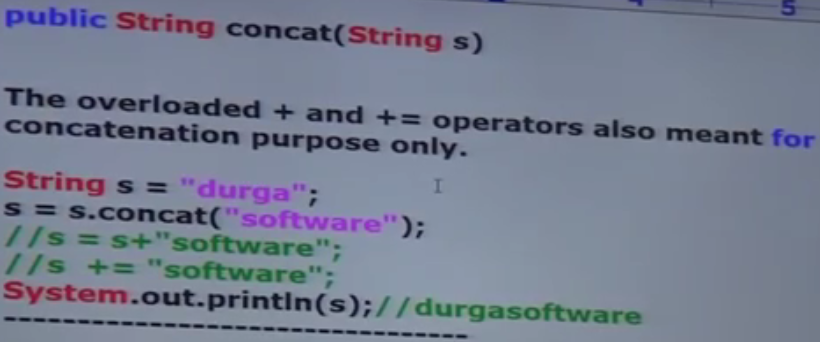 5
public String concat(String s)
The overloaded + and += operators also meant for
concatenation purpose only.
String s = "durga";
s = s.concat("software");
//s = s+"software";
//s += "software";
System.out.println(s);//durgasoftware
---------------------------------